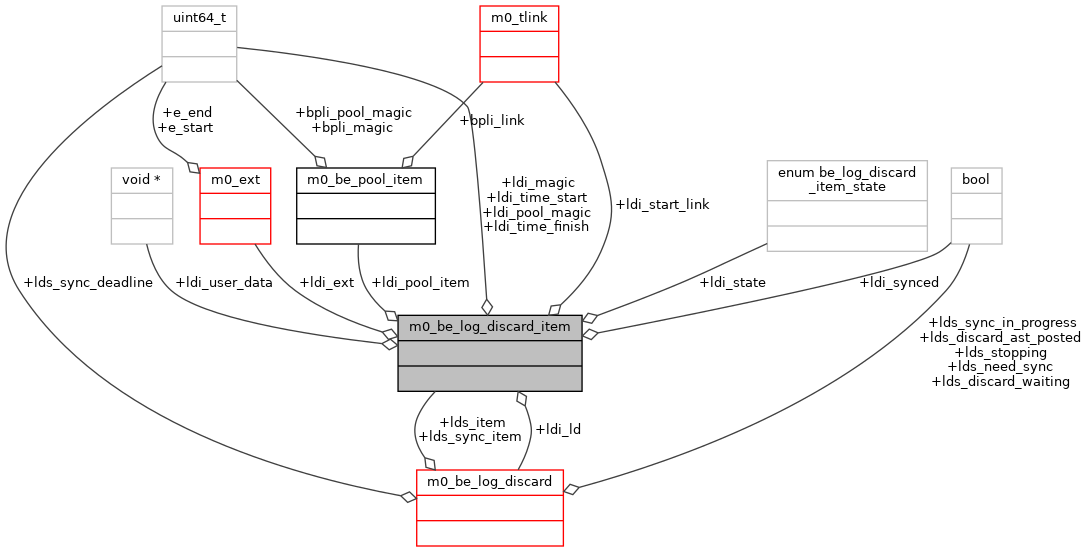 uint64_t
m0_tlink
+e_end
+e_start
+bpli_pool_magic
+bpli_magic
+bpli_link
void *
m0_ext
m0_be_pool_item
enum be_log_discard
_item_state
bool
+ldi_magic
+ldi_time_start
+ldi_pool_magic
+ldi_time_finish
+ldi_start_link
+lds_sync_deadline
+ldi_user_data
+ldi_ext
+ldi_pool_item
+ldi_state
+ldi_synced
m0_be_log_discard_item
+lds_sync_in_progress
+lds_discard_ast_posted
+lds_stopping
+lds_need_sync
+lds_discard_waiting
+lds_item
+lds_sync_item
+ldi_ld
m0_be_log_discard